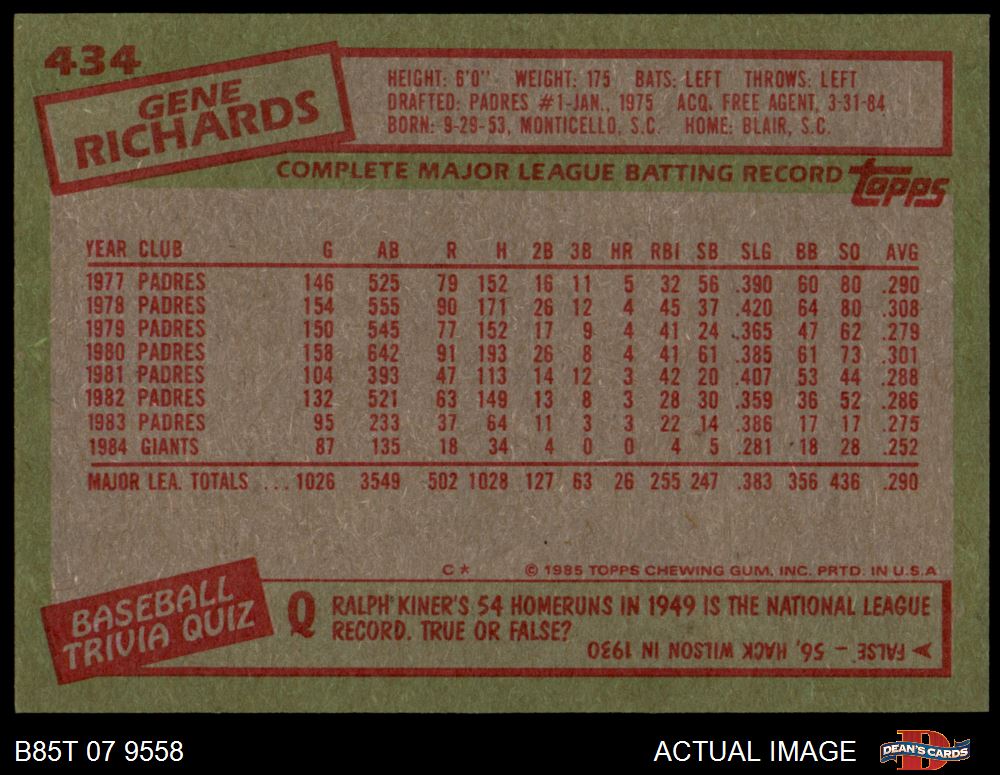 434
GENE
RICHARDS
HEIGHT: 6'0" WEIGHT: 175 BATS: LEFT THROWS: LEFT
DRAFTED: PADRES #1-JAN., 1975 ACQ. FREE AGENT, 3-31-84
BORN: 9-29-53, MONTICELLO, S.C. HOME: BLAIR, S.C.
COMPLETE MAJOR LEAGUE BATTING RECORD topps
YEAR CLUB G AB R H 2B 3B HR RBI SB SLG BB SO AVG
1977 PADRES 146 525 79 152 16 11 5 32 56 .390 60 80 .290
1978 PADRES 154 555 90 171 26 12 4 45 37 .420 64 80 .308
1979 PADRES 150 545 77 152 17 9 4 41 24 .365 47 62 .279
1980 PADRES 158 642 91 193 26 8 4 41 61 .385 61 73 .301
1981 PADRES 104 393 47 113 14 12 3 42 20 .407 53 44 .288
1982 PADRES 132 521 63 149 13 8 3 28 30 .359 36 52 .286
1983 PADRES 95 233 37 64 11 3 3 22 14 .386 17 17 .275
1984 GIANTS 87 135 18 34 4 0 0 4 5 .281 18 28 .252
MAJOR LEA. TOTALS ... 1026 3549 502 1028 127 63 26 255 247 .383 356 436 .290
C* © 1985 TOPPS CHEWING GUM, INC. PRTD. IN U.S.A
BASEBALL
TRIVIA QUIZ
Q RALPH KINER'S 54 HOMERUNS IN 1949 IS THE NATIONAL LEAGUE
RECORD. TRUE OR FALSE?
A FALSE - 56, HACK WILSON IN 1930
B85T 07 9558 ACTUAL IMAGE DEAN'S CARDS